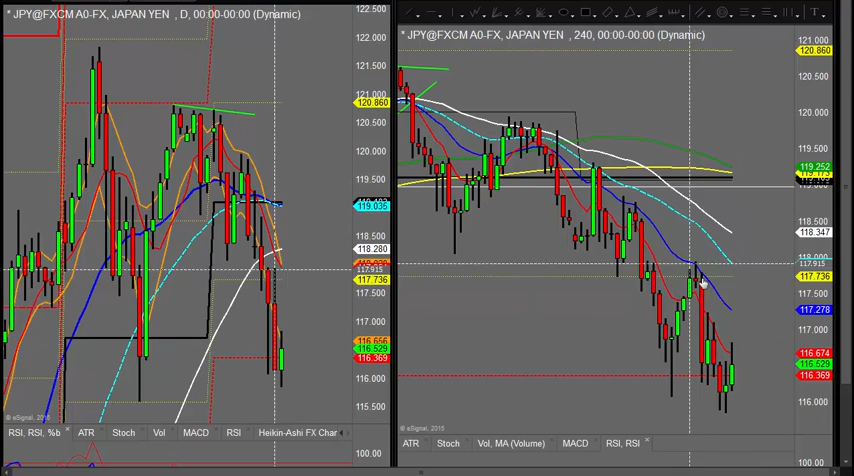 * JPY@FXCM A0-FX, JAPAN YEN , D, 00:00-00:00 (Dynamic)
122.500
122.000
121.500
121.000
120.860
120.500
120.000
119.500
119.035
118.500
118.280
117.915
117.736
117.500
117.000
116.656
116.529
116.369
116.000
115.500
© eSignal, 2015
RSI, RSI, %b
ATR
Stoch
Vol
MACD
RSI
Heikin-Ashi FX Char
100.00
* JPY@FXCM A0-FX, JAPAN YEN , 240, 00:00-00:00 (Dynamic)
121.000
120.860
120.500
120.000
119.500
119.252
119.173
118.500
118.347
117.915
117.736
117.500
117.278
117.000
116.674
116.529
116.369
116.000
© eSignal, 2015
ATR
Stoch
Vol, MA (Volume)
MACD
RSI, RSI
100.00